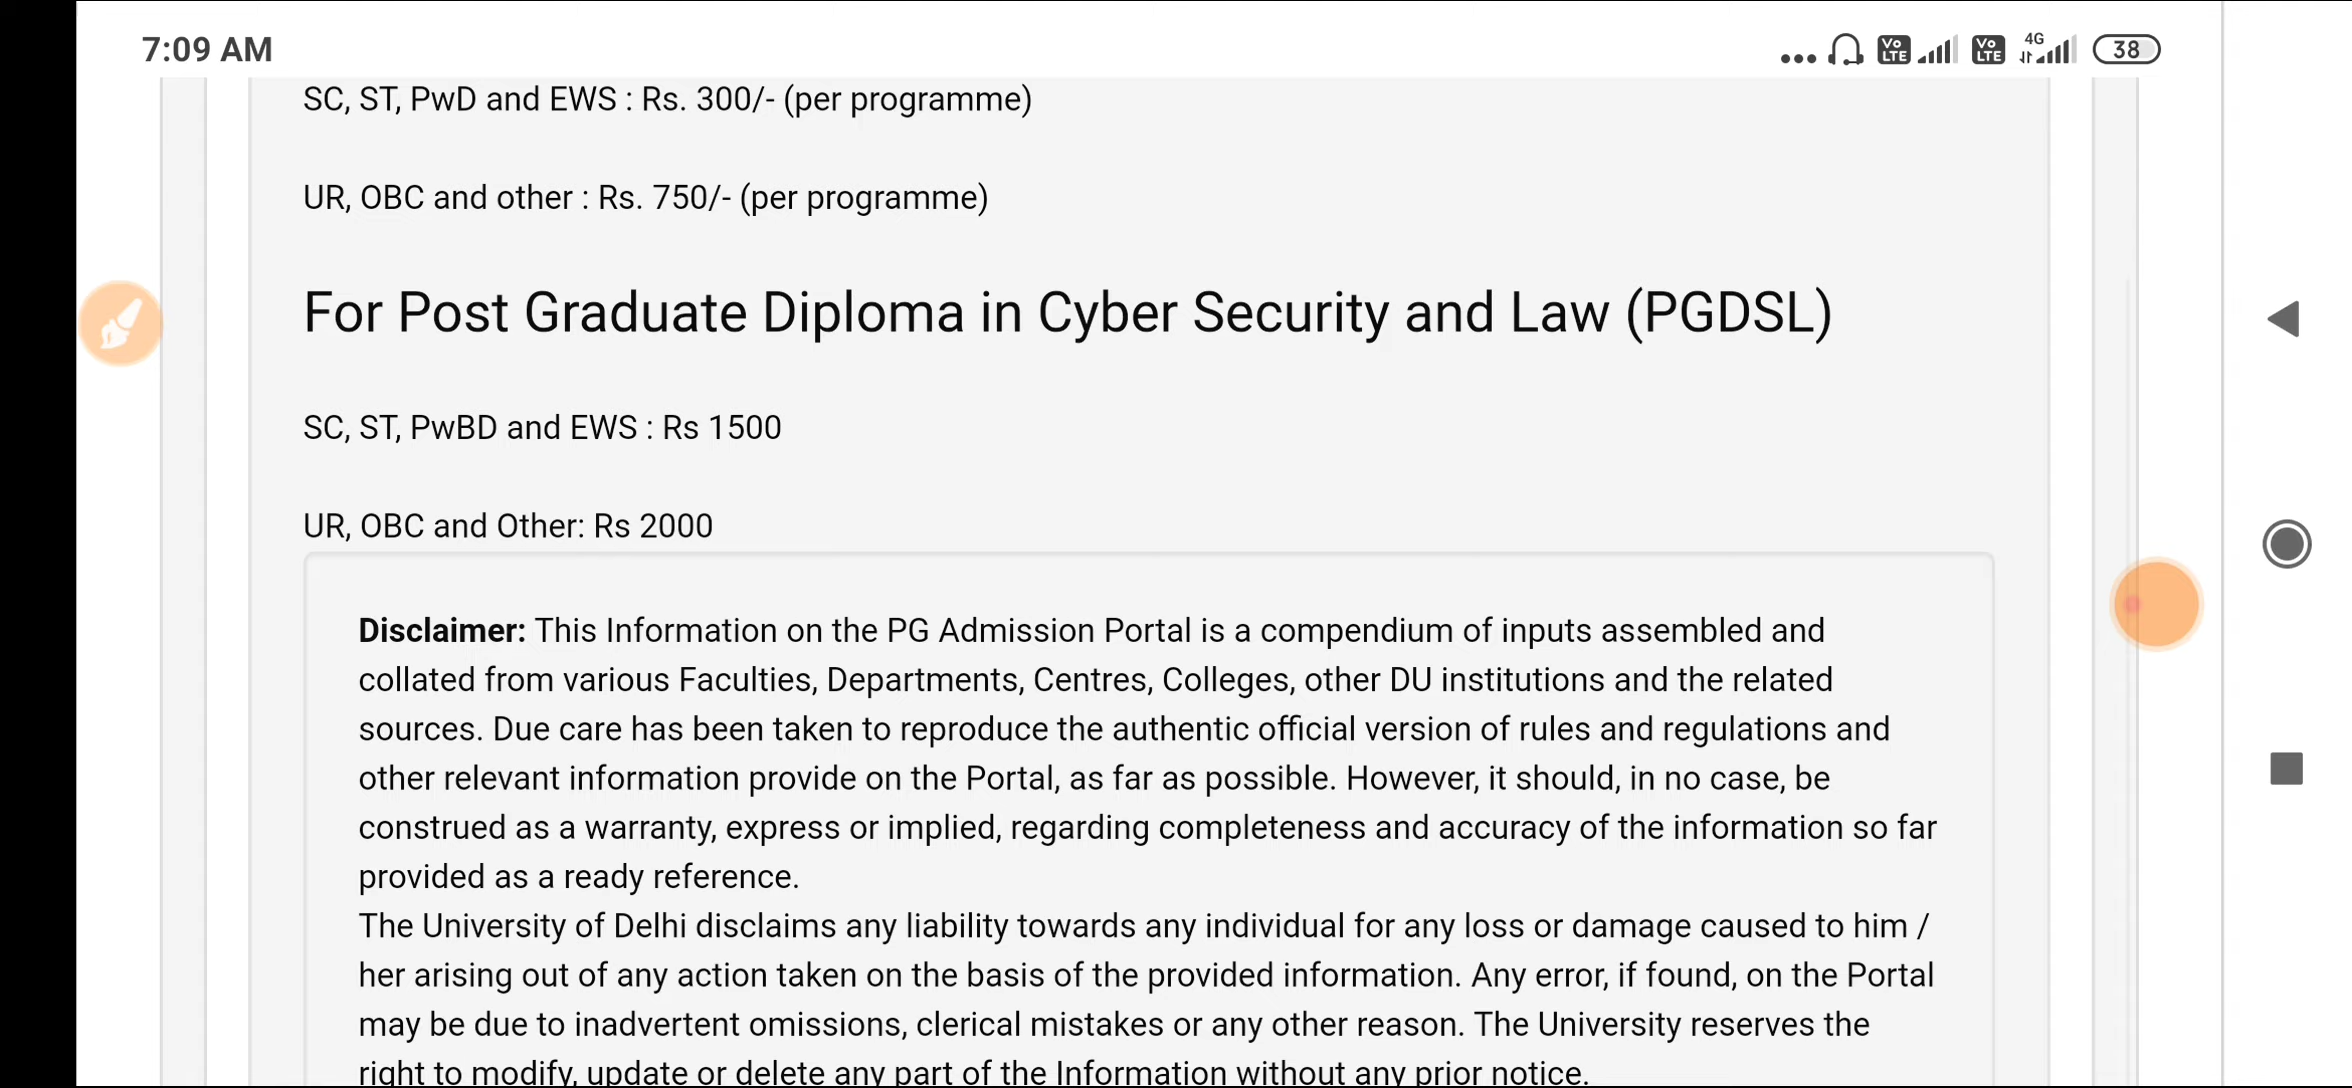 7:09 AM
Vo LTE Vo LTE 4G 38
SC, ST, PwD and EWS : Rs. 300/- (per programme)
UR, OBC and other : Rs. 750/- (per programme)
For Post Graduate Diploma in Cyber Security and Law (PGDSL)
SC, ST, PwBD and EWS : Rs 1500
UR, OBC and Other: Rs 2000
Disclaimer: This Information on the PG Admission Portal is a compendium of inputs assembled and
collated from various Faculties, Departments, Centres, Colleges, other DU institutions and the related
sources. Due care has been taken to reproduce the authentic official version of rules and regulations and
other relevant information provide on the Portal, as far as possible. However, it should, in no case, be
construed as a warranty, express or implied, regarding completeness and accuracy of the information so far
provided as a ready reference.
The University of Delhi disclaims any liability towards any individual for any loss or damage caused to him /
her arising out of any action taken on the basis of the provided information. Any error, if found, on the Portal
may be due to inadvertent omissions, clerical mistakes or any other reason. The University reserves the
right to modify, update or delete any part of the Information without any prior notice.